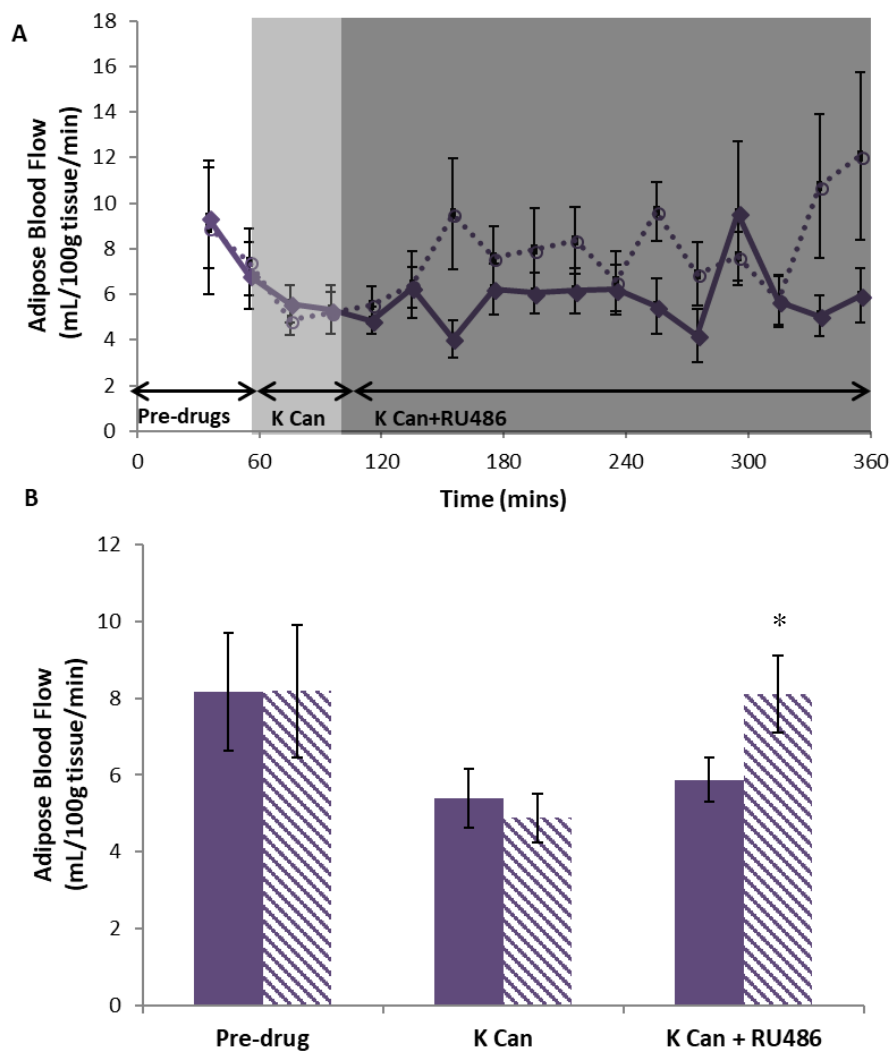 A
Adipose Blood Flow
(mL/100g tissue/min)
18
16
14
12
10
8
6
4
2
0
Pre-drugs
K Can
K Can+RU486
0
60
120
180
240
300
360
Time (mins)
B
Adipose Blood Flow
(mL/100g tissue/min)
12
10
8
6
4
2
0
*
Pre-drug
K Can
K Can + RU486